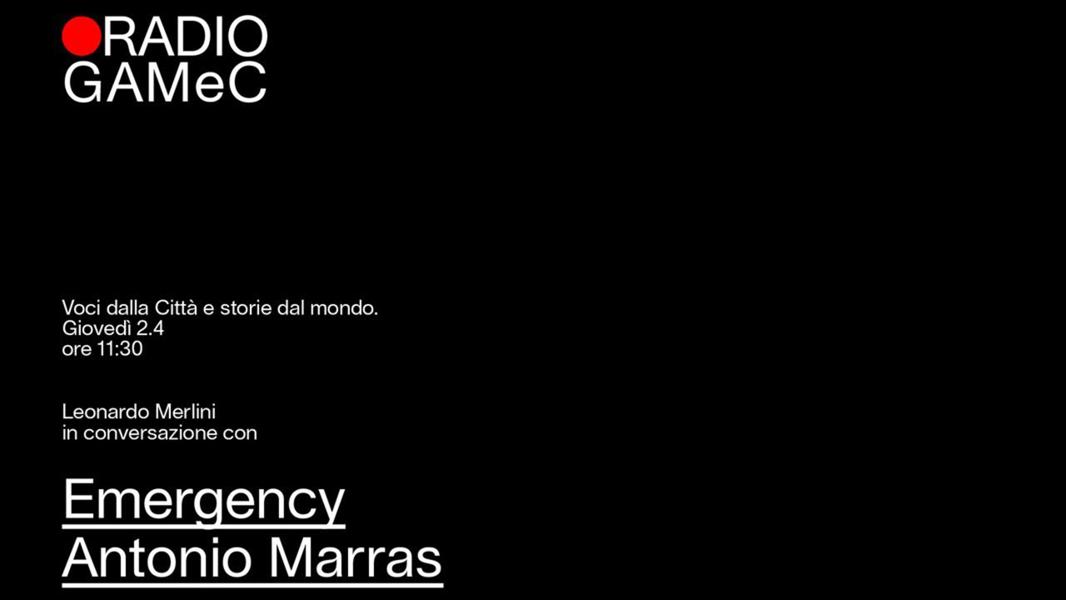 RADIO
GAMeC
Voci dalla Città e storie dal mondo.
Giovedì 2.4
ore 11:30
Leonardo Merlini
in conversazione con
Emergency
Antonio Marras